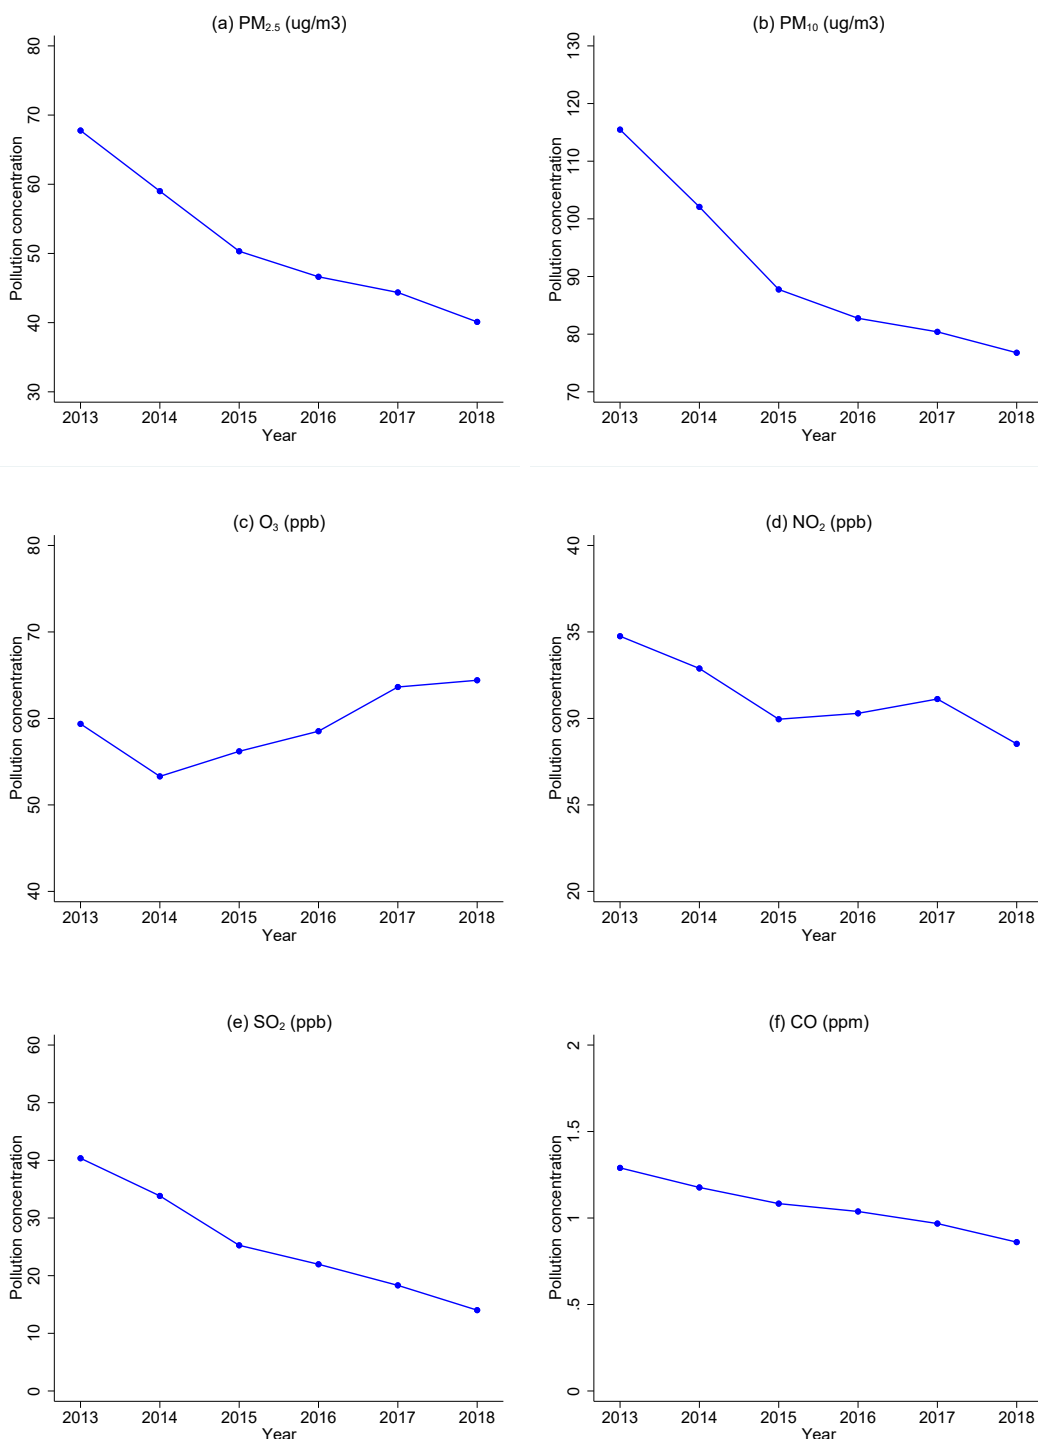 (a) PM₂.₅ (ug/m3)
Pollution concentration
80
70
60
50
40
30
2013 2014 2015 2016 2017 2018
Year
(b) PM₁₀ (ug/m3)
Pollution concentration
130
120
110
100
90
80
70
2013 2014 2015 2016 2017 2018
Year
(c) O₃ (ppb)
Pollution concentration
80
70
60
50
40
2013 2014 2015 2016 2017 2018
Year
(d) NO₂ (ppb)
Pollution concentration
40
35
30
25
20
2013 2014 2015 2016 2017 2018
Year
(e) SO₂ (ppb)
Pollution concentration
60
50
40
30
20
10
0
2013 2014 2015 2016 2017 2018
Year
(f) CO (ppm)
Pollution concentration
2
1.5
1
.5
0
2013 2014 2015 2016 2017 2018
Year